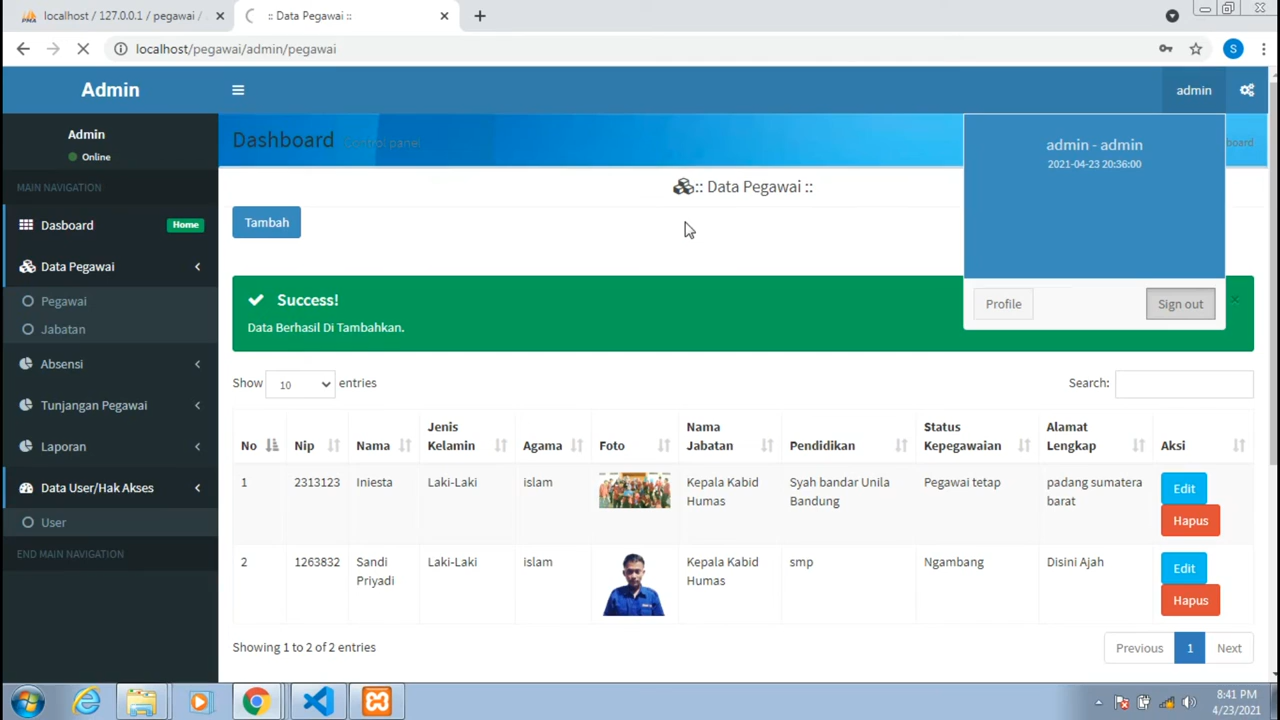 localhost / 127.0.0.1 / pegawai /
:: Data Pegawai ::
localhost/pegawai/admin/pegawai
S
Admin
admin
Admin
Online
Dashboard Control panel
board
admin - admin
2021-04-23 20:36:00
MAIN NAVIGATION
:: Data Pegawai ::
Dasboard Home
Tambah
Data Pegawai
Pegawai
Jabatan
Success!
Data Berhasil Di Tambahkan.
×
Profile
Sign out
Absensi
Tunjangan Pegawai
Laporan
Data User/Hak Akses
User
END MAIN NAVIGATION
Show 10 entries
Search:
No Nip Nama Jenis Kelamin Agama Foto Nama Jabatan Pendidikan Status Kepegawaian Alamat Lengkap Aksi
1 2313123 Iniesta Laki-Laki islam Kepala Kabid Humas Syah bandar Unila Bandung Pegawai tetap padang sumatera barat Edit
Hapus
2 1263832 Sandi Priyadi Laki-Laki islam Kepala Kabid Humas smp Ngambang Disini Ajah Edit
Hapus
Showing 1 to 2 of 2 entries
Previous 1 Next
8:41 PM
4/23/2021